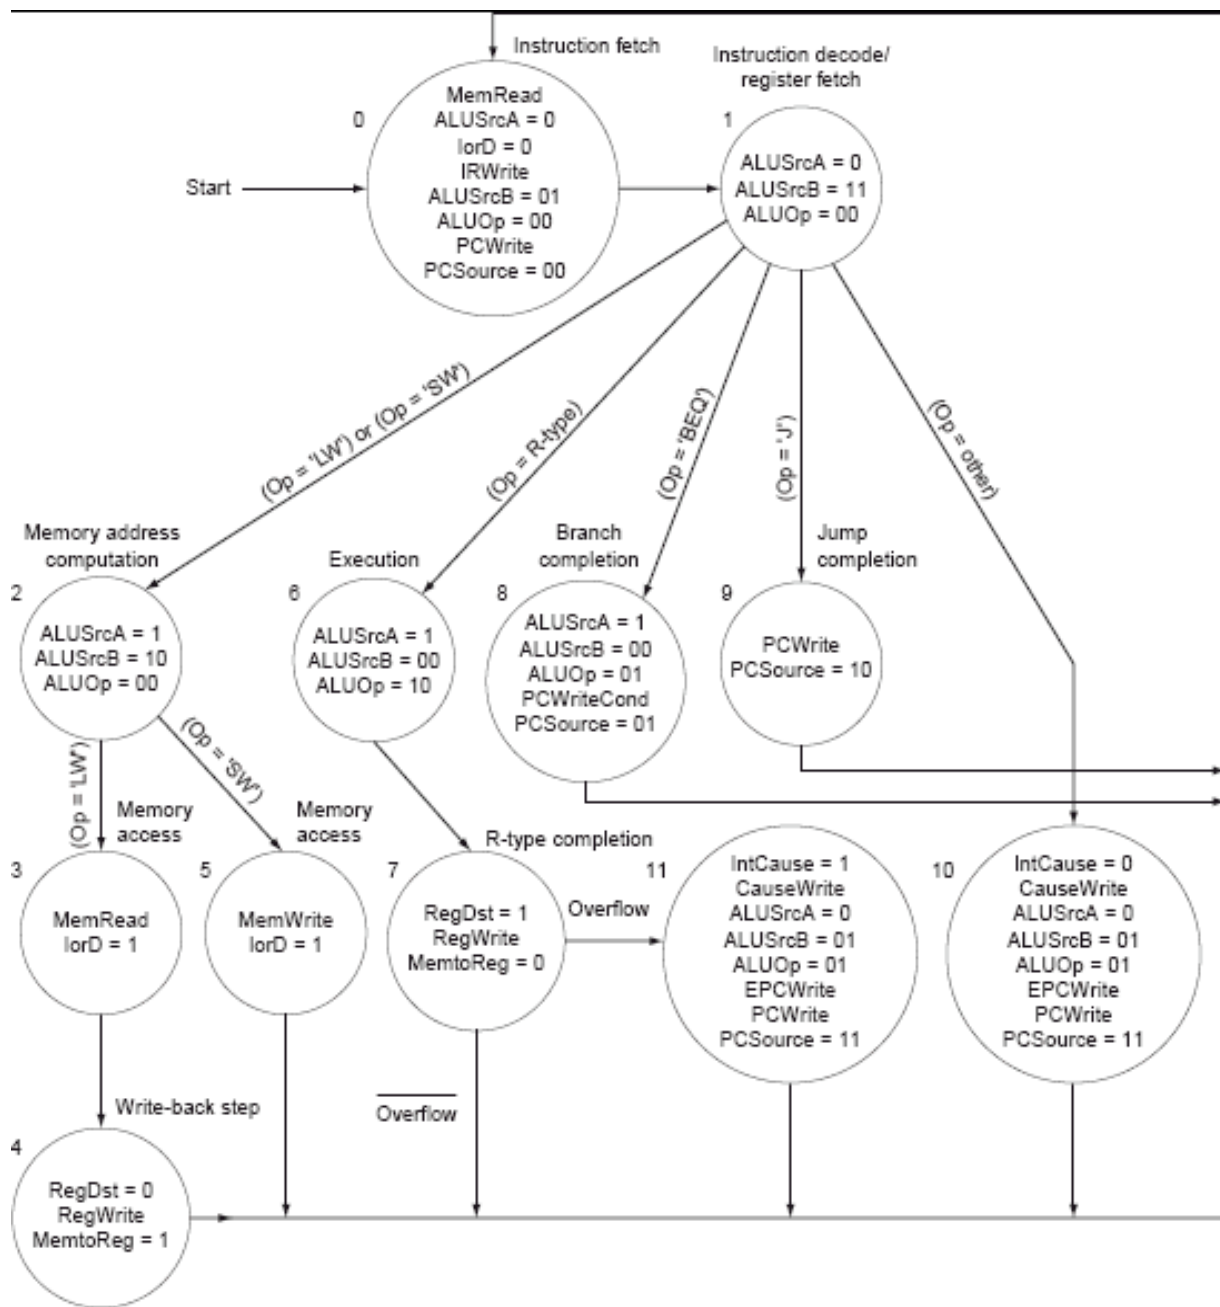 Instruction fetch
Instruction decode/
register fetch
0
MemRead
ALUSrcA = 0
IorD = 0
IRWrite
ALUSrcB = 01
ALUOp = 00
PCWrite
PCSource = 00
1
ALUSrcA = 0
ALUSrcB = 11
ALUOp = 00
Start
(Op = 'LW') or (Op = 'SW')
(Op = R-type)
(Op = 'BEQ')
(Op = 'J')
(Op = other)
Memory address
computation
2
ALUSrcA = 1
ALUSrcB = 10
ALUOp = 00
Execution
6
ALUSrcA = 1
ALUSrcB = 00
ALUOp = 10
Branch
completion
8
ALUSrcA = 1
ALUSrcB = 00
ALUOp = 01
PCWriteCond
PCSource = 01
Jump
completion
9
PCWrite
PCSource = 10
(Op = 'LW')
(Op = 'SW')
Memory
access
3
MemRead
IorD = 1
Memory
access
5
MemWrite
IorD = 1
R-type completion
7
RegDst = 1
RegWrite
MemtoReg = 0
Overflow
Overflow
11
IntCause = 1
CauseWrite
ALUSrcA = 0
ALUSrcB = 01
ALUOp = 01
EPCWrite
PCWrite
PCSource = 11
10
IntCause = 0
CauseWrite
ALUSrcA = 0
ALUSrcB = 01
ALUOp = 01
EPCWrite
PCWrite
PCSource = 11
Write-back step
4
RegDst = 0
RegWrite
MemtoReg = 1